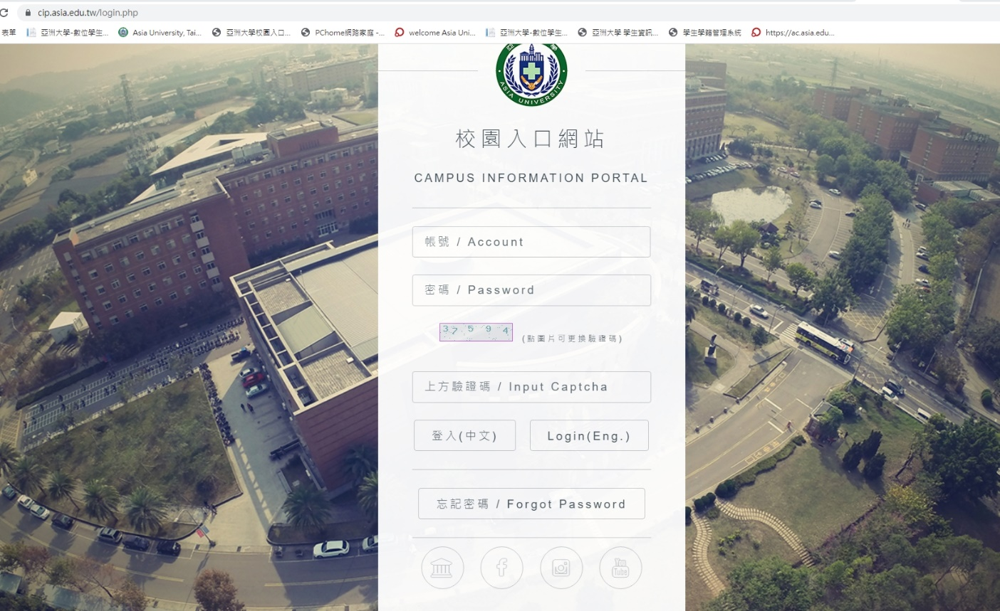 cip.asia.edu.tw/login.php
表單 亞洲大學-數位學生... Asia University, Tai... 亞洲大學校園入口... PChome網路家庭 -... welcome Asia Uni... 亞洲大學-數位學生... 亞洲大學 學生資訊... 學生學籍管理系統 https://ac.asia.edu...
ASIA UNIVERSITY
校園入口網站
CAMPUS INFORMATION PORTAL
帳號 / Account
密碼 / Password
37594 (點圖片可更換驗證碼)
上方驗證碼 / Input Captcha
登入(中文) Login(Eng.)
忘記密碼 / Forgot Password
You Tube